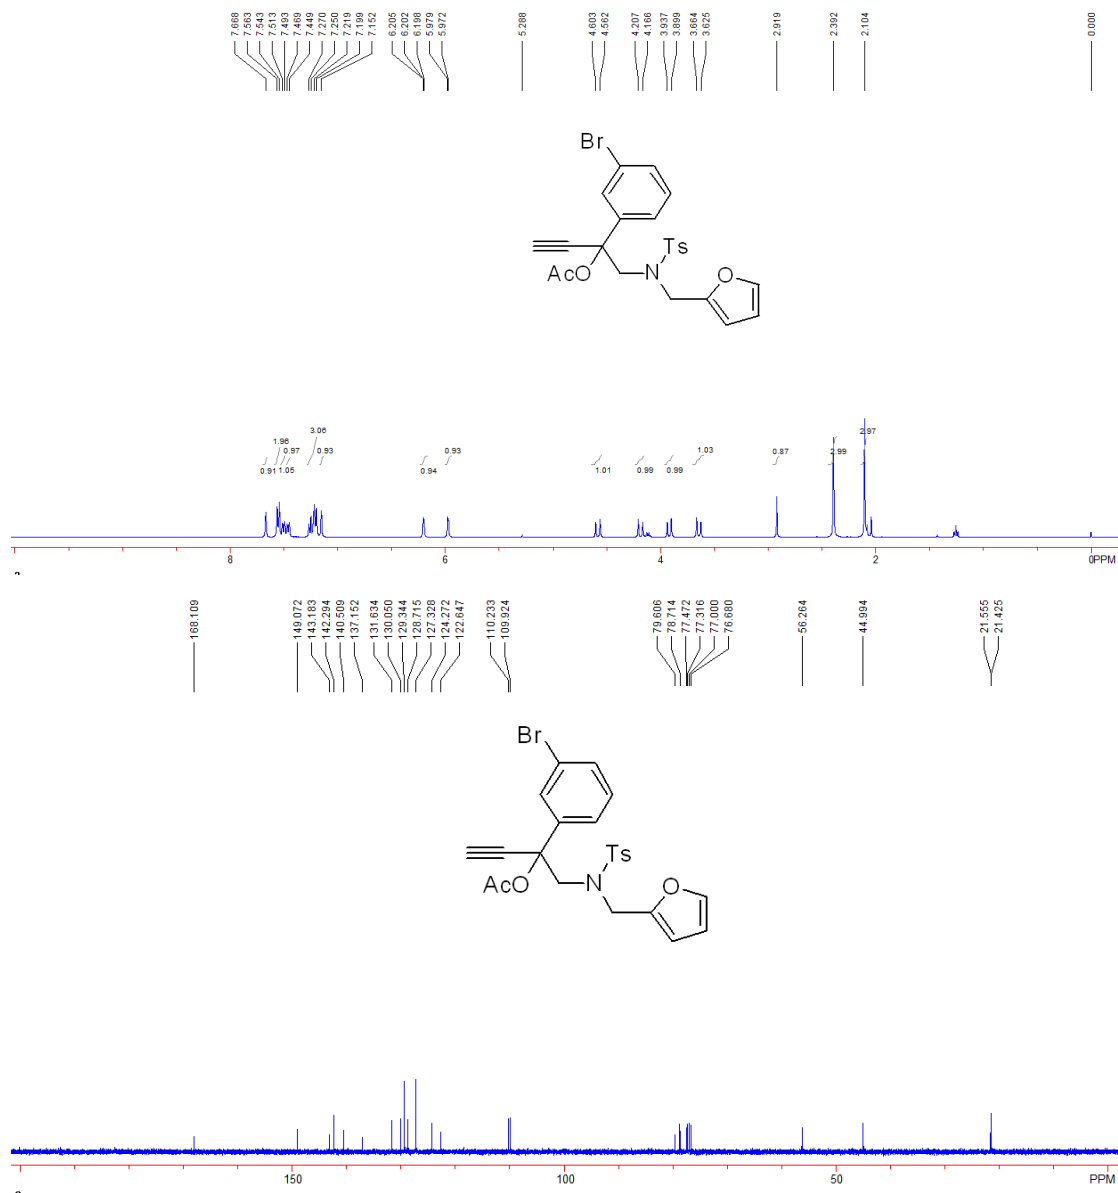 7.668 7.563 7.543 7.513 7.493 7.469 7.449 7.270 7.250 7.219 7.199 7.152 6.205 6.202 6.198 5.979 5.972 5.288 4.603 4.562 4.207 4.166 3.937 3.899 3.664 3.625 2.919 2.392 2.104 0.000
Br
Ts
O
AcO
N
3.06 2.97
1.96 0.97 0.93 0.93 1.03
0.91 1.05 0.94 1.01 0.99 0.99 0.87 2.99
8 6 4 2 0PPM
168.109 149.072 143.183 142.294 140.509 137.152 131.634 130.050 129.344 128.715 127.328 124.272 122.647 110.233 109.924 79.606 78.714 77.472 77.316 77.000 76.680 56.264 44.994 21.555 21.425
Br
Ts
O
AcO
N
150 100 50 PPM